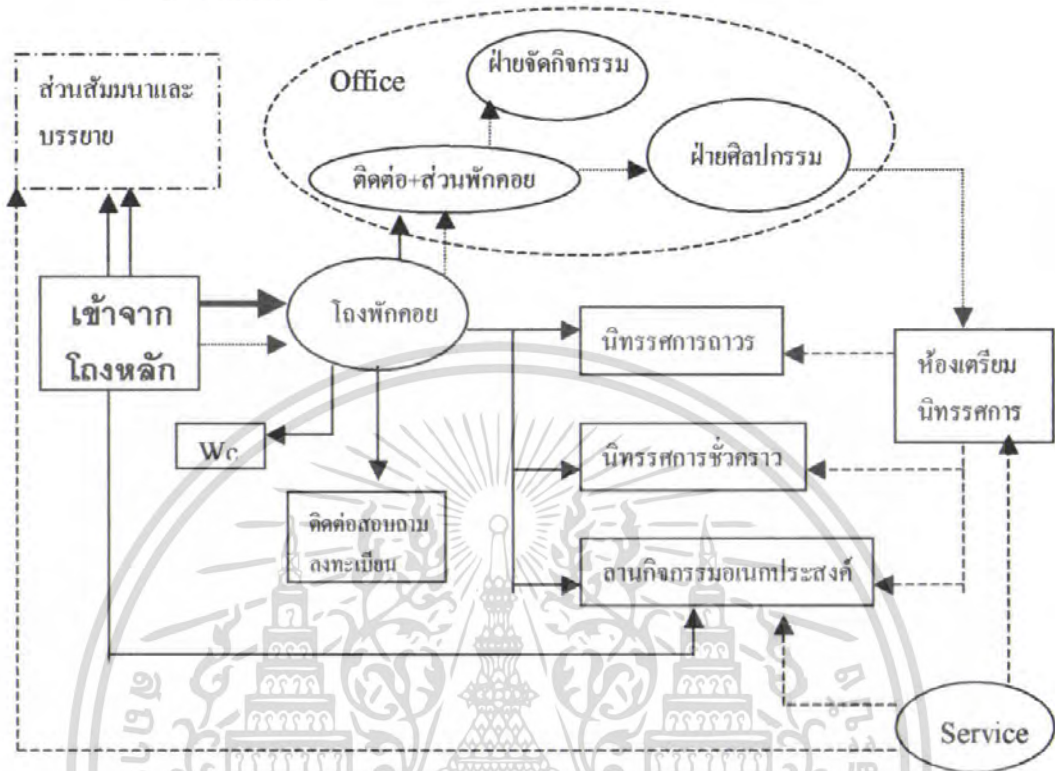 ส่วนสัมมนาและ
บรรยาย
Office
ฝ่ายจัดกิจกรรม
ติดต่อ+ส่วนพักคอย
ฝ่ายศิลปกรรม
เข้าจาก
โถงหลัก
โถงพักคอย
นิทรรศการถาวร
ห้องเตรียม
นิทรรศการ
Wc
นิทรรศการชั่วคราว
ติดต่อสอบถาม
ลงทะเบียน
ลานกิจกรรมอเนกประสงค์
Service